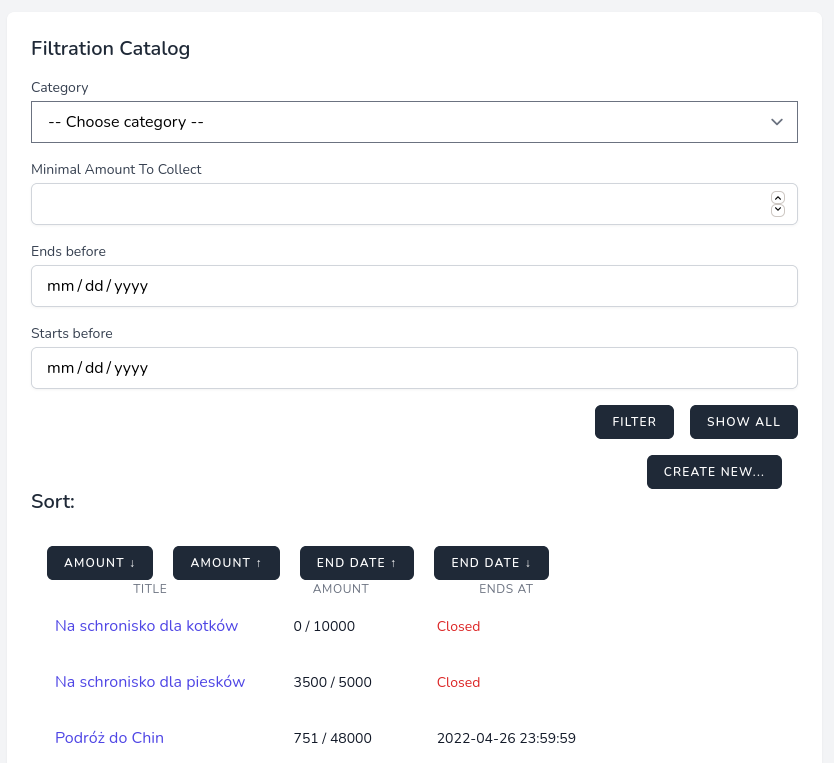 Filtration Catalog
Category
-- Choose category --
Minimal Amount To Collect
Ends before
mm / dd / yyyy
Starts before
mm / dd / yyyy
FILTER SHOW ALL
CREATE NEW...
Sort:
AMOUNT ↓ AMOUNT ↑ END DATE ↑ END DATE ↓
TITLE AMOUNT ENDS AT
Na schronisko dla kotków 0 / 10000 Closed
Na schronisko dla piesków 3500 / 5000 Closed
Podróż do Chin 751 / 48000 2022-04-26 23:59:59